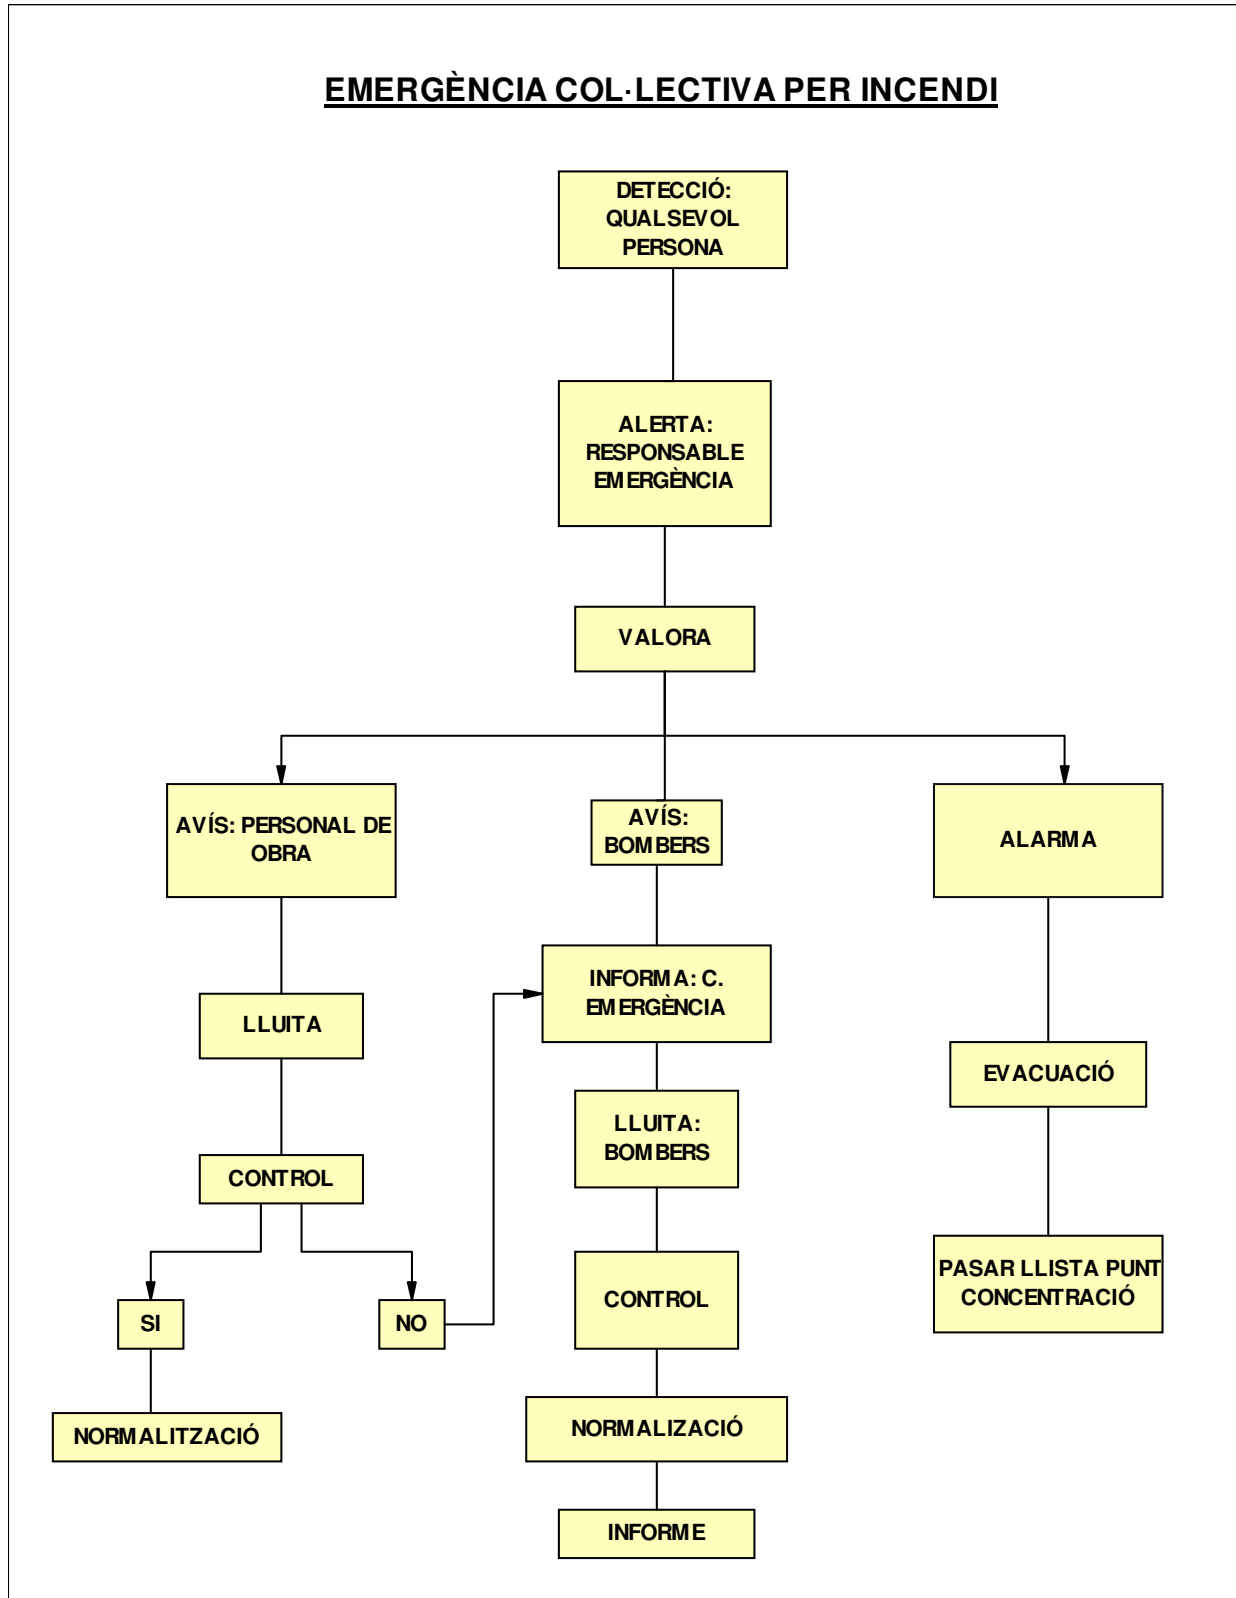 EMERGÈNCIA COL·LECTIVA PER INCENDI
DETECCIÓ:
QUALSEVOL
PERSONA
ALERTA:
RESPONSABLE
EMERGÈNCIA
VALORA
AVÍS: PERSONAL DE
OBRA
LLUITA
CONTROL
SI
NO
NORMALITZACIÓ
AVÍS:
BOMBERS
INFORMA: C.
EMERGÈNCIA
LLUITA:
BOMBERS
CONTROL
NORMALIZACIÓ
INFORME
ALARMA
EVACUACIÓ
PASAR LLISTA PUNT
CONCENTRACIÓ